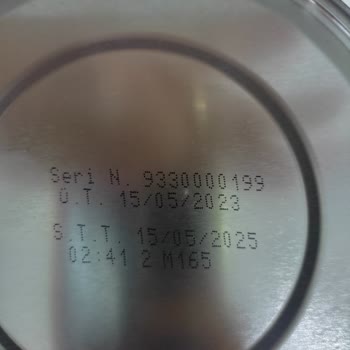 Seri N. 9330000199
Ü.T. 15/05/2023
S.T.T. 15/05/2025
02:41 2 M165